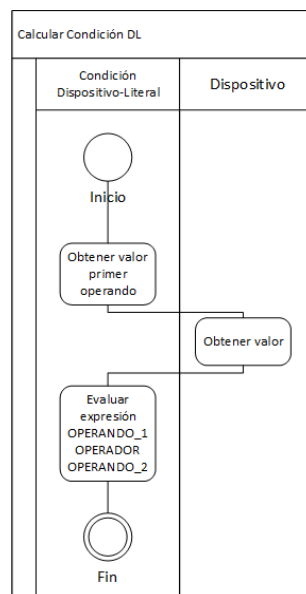 Calcular Condición DL
Condición
Dispositivo-Literal
Dispositivo
Inicio
Obtener valor
primer
operando
Obtener valor
Evaluar
expresión
OPERANDO_1
OPERADOR
OPERANDO_2
Fin